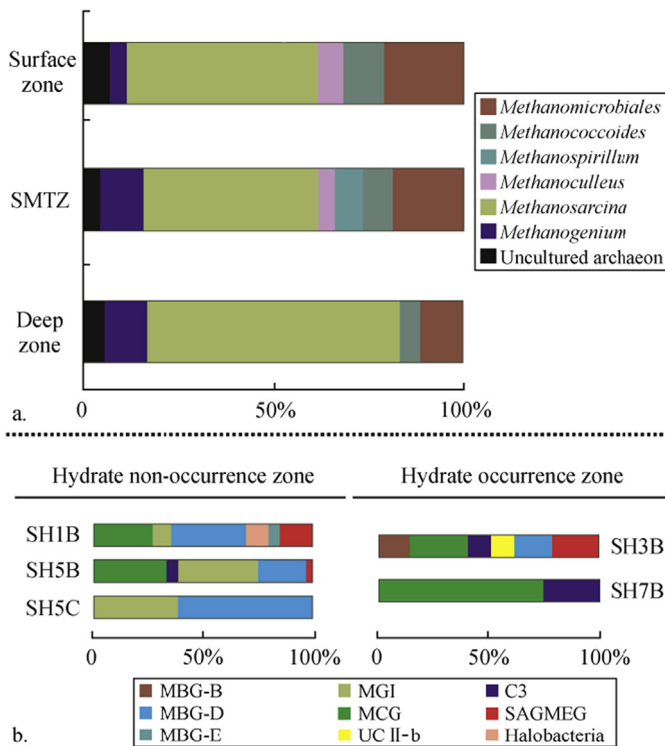 Surface
zone
SMTZ
Deep
zone
Methanomicrobiales
Methanococcoides
Methanospirillum
Methanoculleus
Methanosarcina
Methanogenium
Uncultured archaeon
0 50% 100%
a.
Hydrate non-occurrence zone
SH1B
SH5B
SH5C
0 50% 100%
Hydrate occurrence zone
SH3B
SH7B
0 50% 100%
MBG-B MGI C3
MBG-D MCG SAGMEG
MBG-E UC II-b Halobacteria
b.